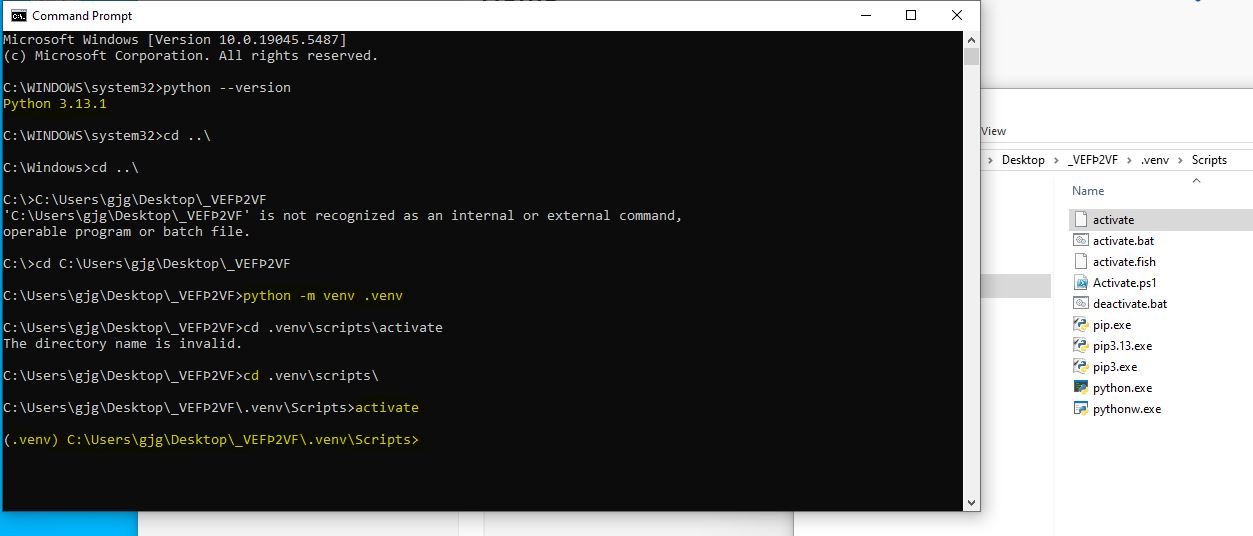 Command Prompt
Microsoft Windows [Version 10.0.19045.5487]
(c) Microsoft Corporation. All rights reserved.
C:\WINDOWS\system32>python --version
Python 3.13.1
C:\WINDOWS\system32>cd ..\
C:\Windows>cd ..\
C:\>C:\Users\gjg\Desktop\_VEFÞ2VF
'C:\Users\gjg\Desktop\_VEFÞ2VF' is not recognized as an internal or external command,
operable program or batch file.
C:\>cd C:\Users\gjg\Desktop\_VEFÞ2VF
C:\Users\gjg\Desktop\_VEFÞ2VF>python -m venv .venv
C:\Users\gjg\Desktop\_VEFÞ2VF>cd .venv\scripts\activate
The directory name is invalid.
C:\Users\gjg\Desktop\_VEFÞ2VF>cd .venv\scripts\
C:\Users\gjg\Desktop\_VEFÞ2VF\.venv\Scripts>activate
(.venv) C:\Users\gjg\Desktop\_VEFÞ2VF\.venv\Scripts>
View
Desktop > _VEFÞ2VF > .venv > Scripts
Name
activate
activate.bat
activate.fish
Activate.ps1
deactivate.bat
pip.exe
pip3.13.exe
pip3.exe
python.exe
pythonw.exe